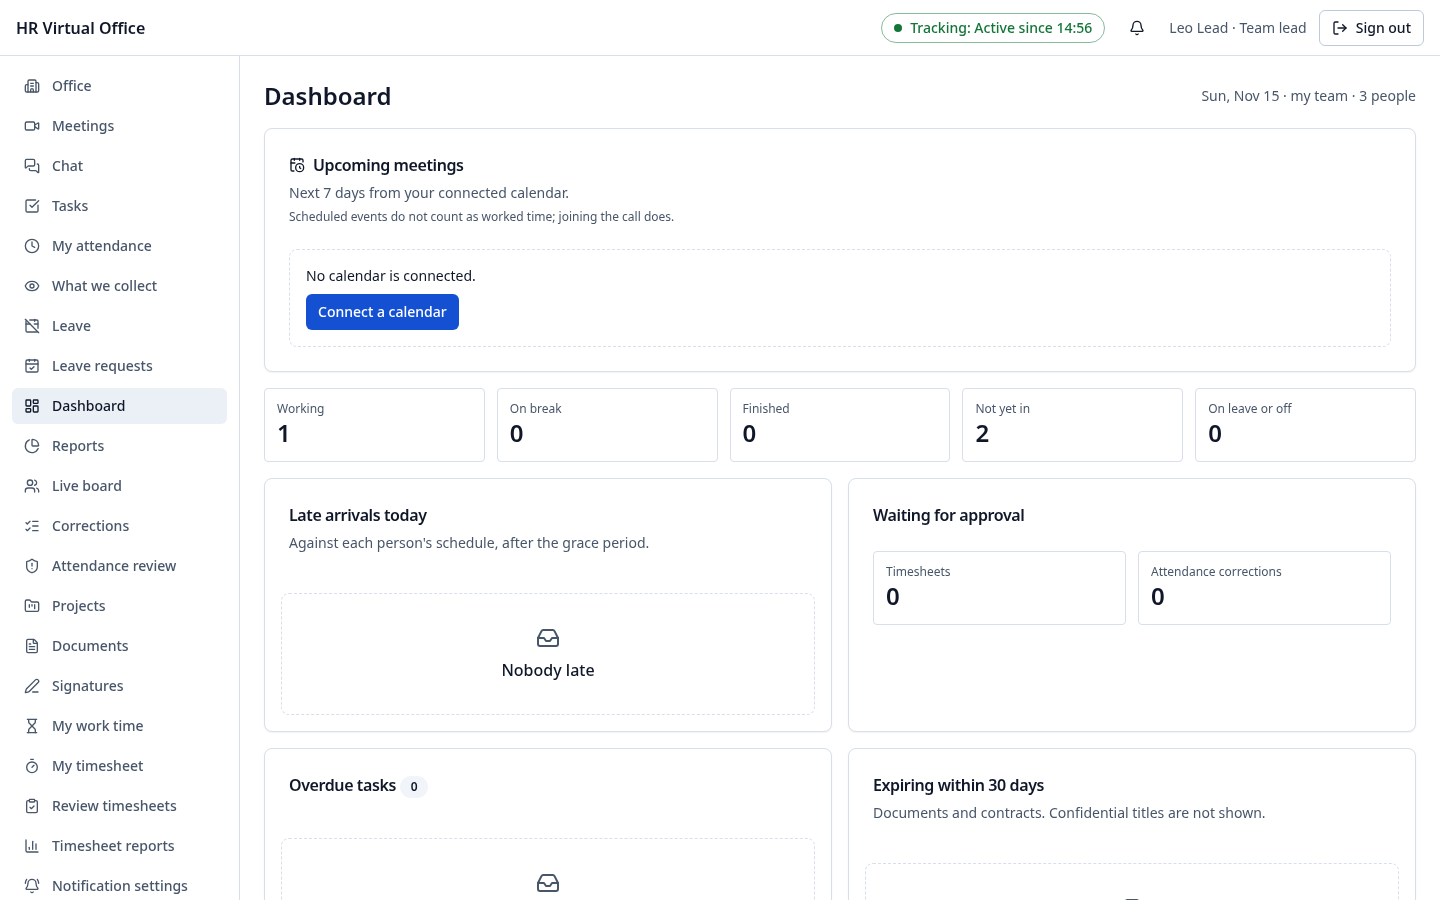 HR Virtual Office
Tracking: Active since 14:56
Leo Lead · Team lead
Sign out
Office
Meetings
Chat
Tasks
My attendance
What we collect
Leave
Leave requests
Dashboard
Reports
Live board
Corrections
Attendance review
Projects
Documents
Signatures
My work time
My timesheet
Review timesheets
Timesheet reports
Notification settings
Dashboard
Sun, Nov 15 · my team · 3 people
Upcoming meetings
Next 7 days from your connected calendar.
Scheduled events do not count as worked time; joining the call does.
No calendar is connected.
Connect a calendar
Working
1
On break
0
Finished
0
Not yet in
2
On leave or off
0
Late arrivals today
Against each person's schedule, after the grace period.
Nobody late
Waiting for approval
Timesheets
0
Attendance corrections
0
Overdue tasks 0
Expiring within 30 days
Documents and contracts. Confidential titles are not shown.